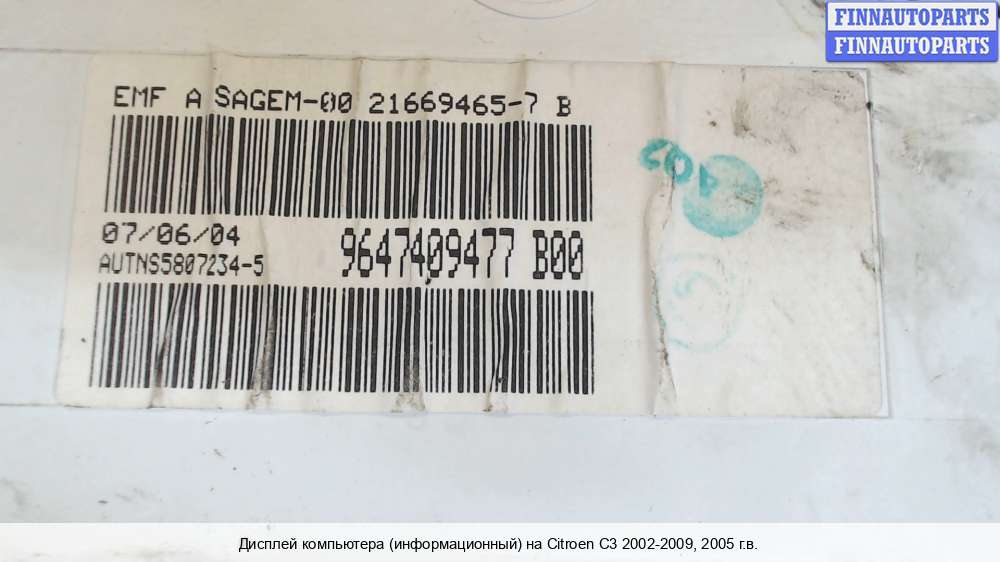 FINNAUTOPARTS
FINNAUTOPARTS
EMF A SAGEM-00 21669465-7 B
07/06/04
AUTNS5807234-5
9647409477 B00
Дисплей компьютера (информационный) на Citroen C3 2002-2009, 2005 г.в.